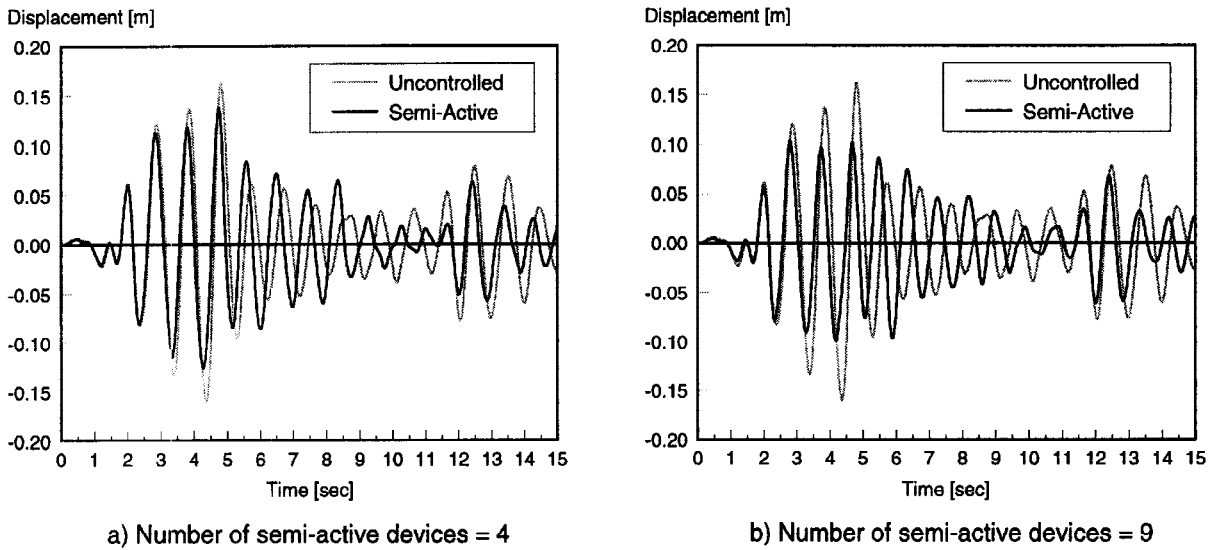 Displacement [m]
0.20
0.15
0.10
0.05
0.00
-0.05
-0.10
-0.15
-0.20
Uncontrolled
Semi-Active
0 1 2 3 4 5 6 7 8 9 10 11 12 13 14 15
Time [sec]
a) Number of semi-active devices = 4
Displacement [m]
0.20
0.15
0.10
0.05
0.00
-0.05
-0.10
-0.15
-0.20
Uncontrolled
Semi-Active
0 1 2 3 4 5 6 7 8 9 10 11 12 13 14 15
Time [sec]
b) Number of semi-active devices = 9